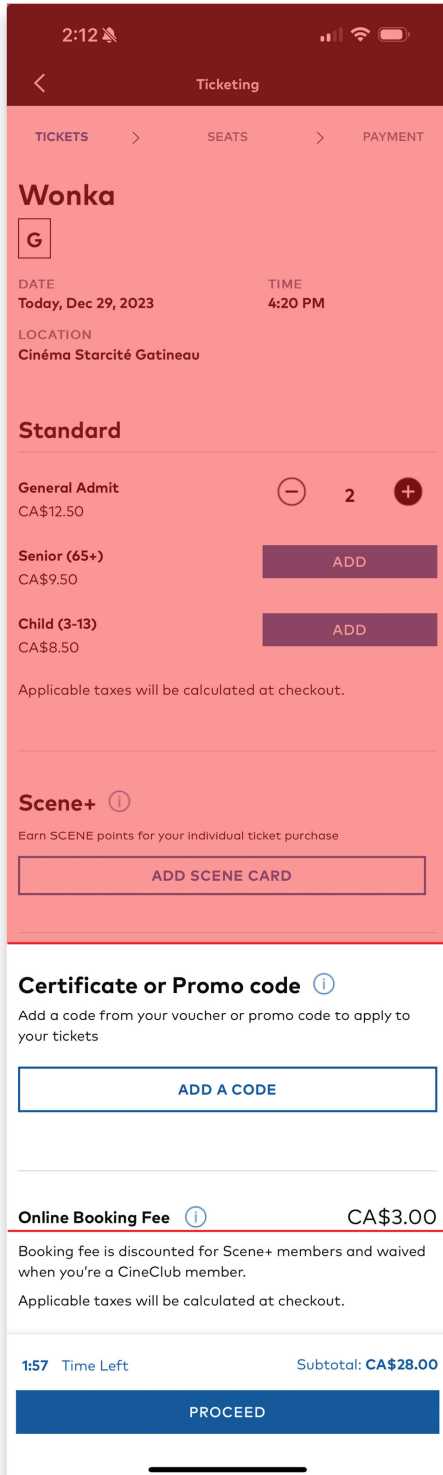 2:12
Ticketing
TICKETS > SEATS > PAYMENT
Wonka
G
DATE TIME
Today, Dec 29, 2023 4:20 PM
LOCATION
Cinéma Starcité Gatineau
Standard
General Admit 2
CA$12.50
Senior (65+) ADD
CA$9.50
Child (3-13) ADD
CA$8.50
Applicable taxes will be calculated at checkout.
Scene+
Earn SCENE points for your individual ticket purchase
ADD SCENE CARD
Certificate or Promo code
Add a code from your voucher or promo code to apply to
your tickets
ADD A CODE
Online Booking Fee CA$3.00
Booking fee is discounted for Scene+ members and waived
when you're a CineClub member.
Applicable taxes will be calculated at checkout.
1:57 Time Left Subtotal: CA$28.00
PROCEED